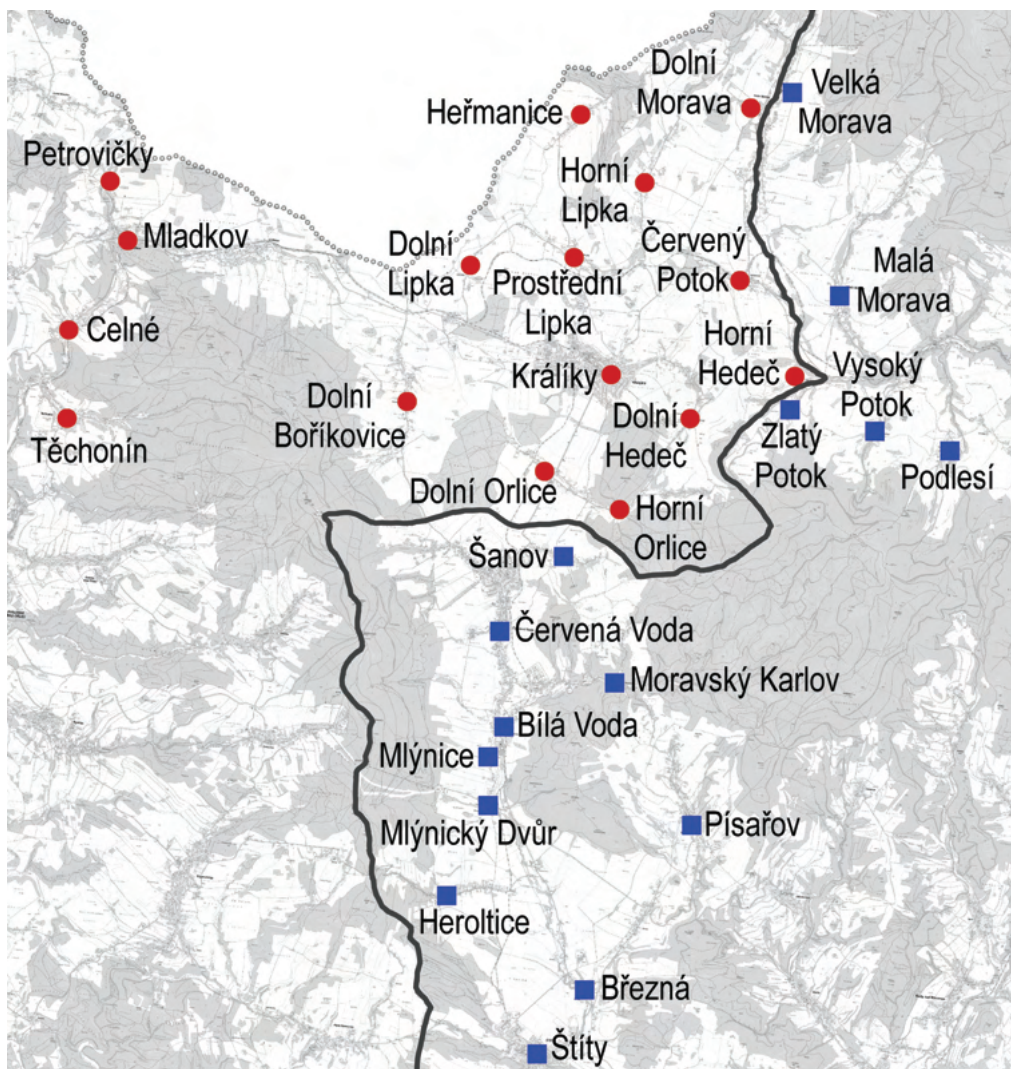 Dolní
Morava
Velká
Morava
Heřmanice
Petrovičky
Horní
Lipka
Mladkov
Dolní
Lipka
Prostřední
Lipka
Červený
Potok
Malá
Morava
Celné
Horní
Hedeč
Vysoký
Potok
Králíky
Dolní
Boříkovice
Dolní
Hedeč
Zlatý
Potok
Podlesí
Těchonín
Dolní Orlice
Horní
Orlice
Šanov
Červená Voda
Moravský Karlov
Bílá Voda
Mlýnice
Mlýnický Dvůr
Písařov
Heroltice
Březná
Štíty